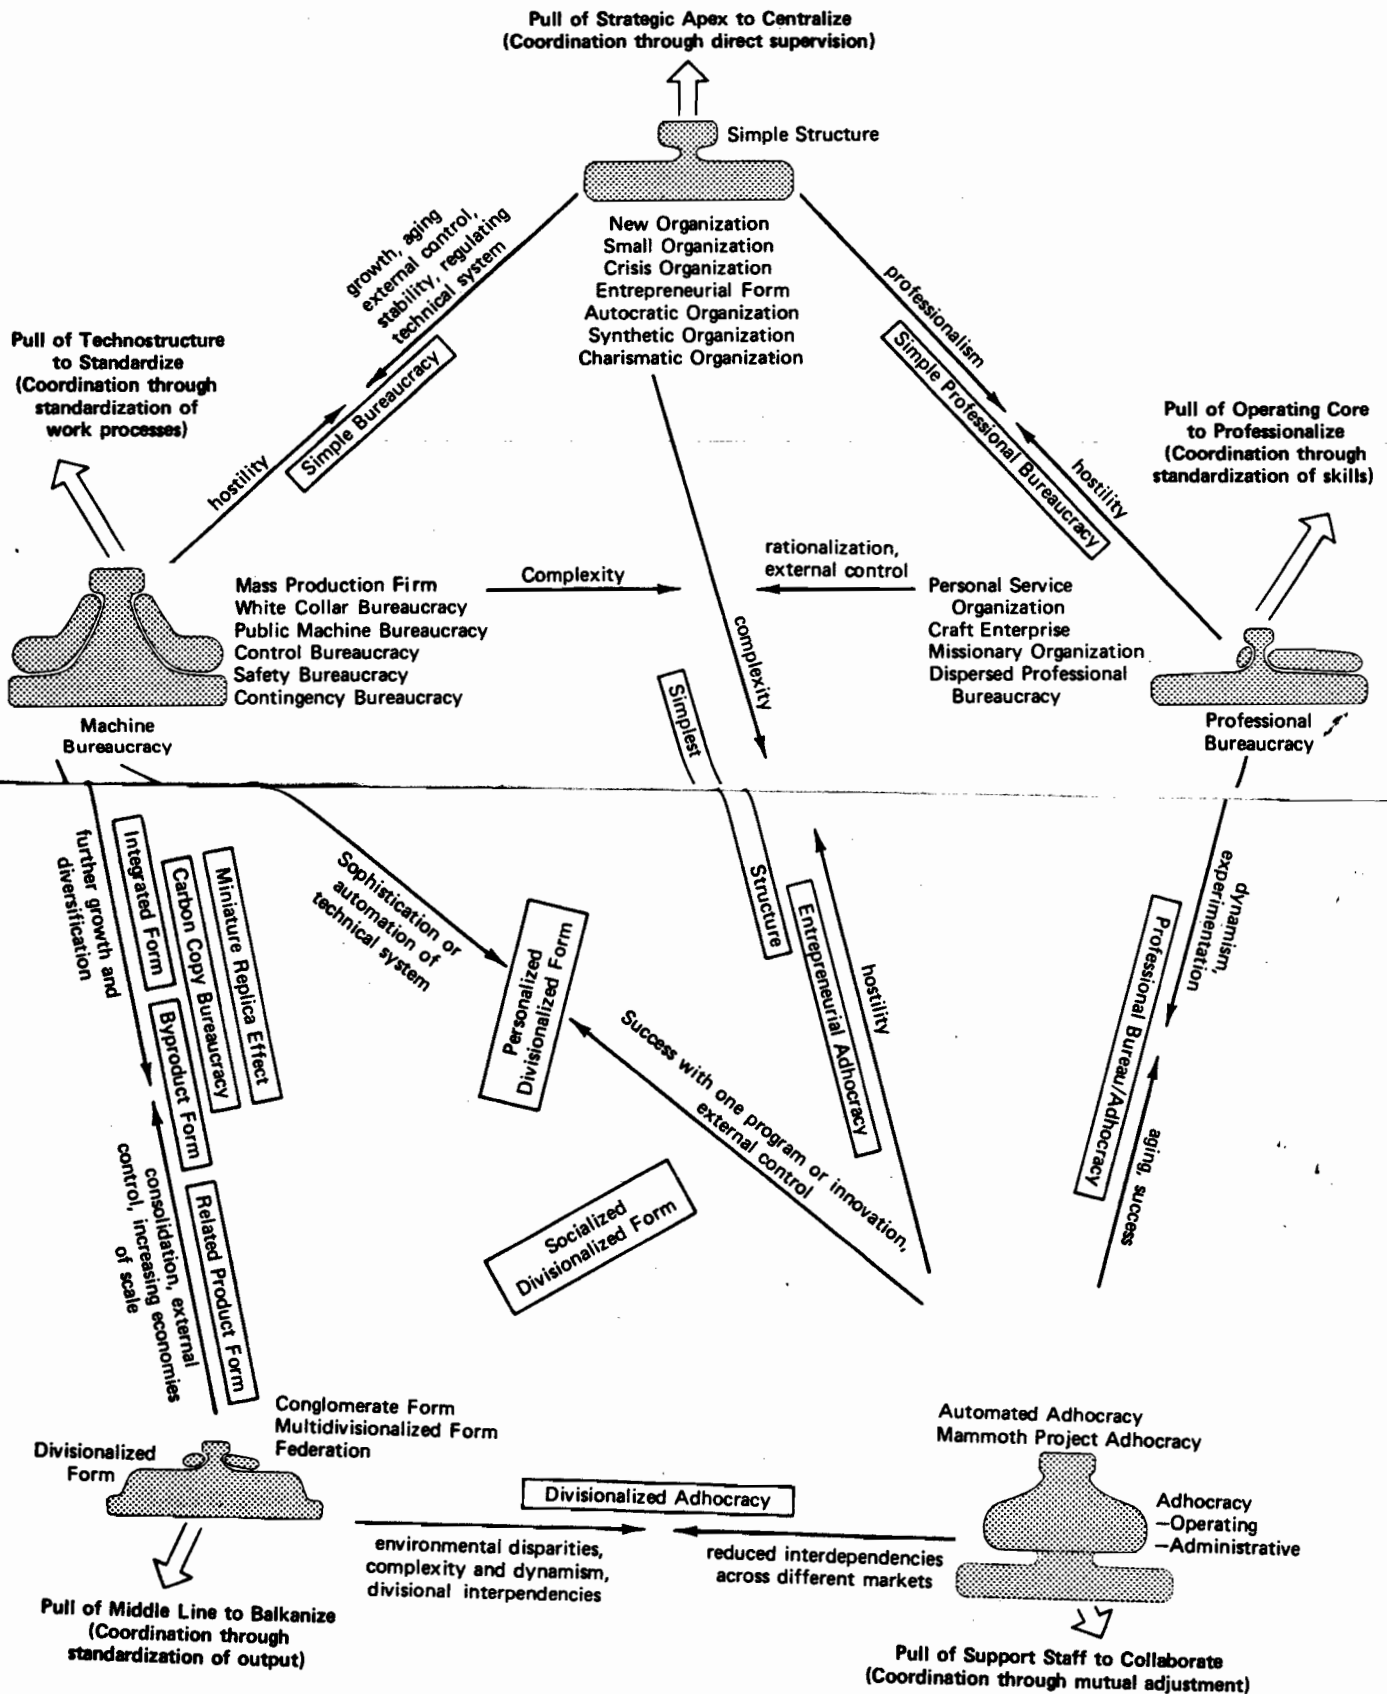 Pull of Strategic Apex to Centralize
(Coordination through direct supervision)
Simple Structure
New Organization
Small Organization
Crisis Organization
Entrepreneurial Form
Autocratic Organization
Synthetic Organization
Charismatic Organization
growth, aging
external control,
stability, regulating
technical system
Simple Bureaucracy
hostility
professionalism
Simple Professional Bureaucracy
hostility
Pull of Technostructure
to Standardize
(Coordination through
standardization of
work processes)
Pull of Operating Core
to Professionalize
(Coordination through
standardization of skills)
Mass Production Firm
White Collar Bureaucracy
Public Machine Bureaucracy
Control Bureaucracy
Safety Bureaucracy
Contingency Bureaucracy
Machine
Bureaucracy
Complexity
rationalization,
external control
Personal Service
Organization
Craft Enterprise
Missionary Organization
Dispersed Professional
Bureaucracy
Professional
Bureaucracy
complexity
Simplest
Structure
further growth and
diversification
Integrated Form
Carbon Copy Bureaucracy
Miniature Replica Effect
Byproduct Form
Related Product Form
consolidation, external
control, increasing economies
of scale
Sophistication or
automation of
technical system
Personalized
Divisionalized Form
Socialized
Divisionalized Form
Success with one program or innovation,
external control
Entrepreneurial Adhocracy
hostility
dynamism,
experimentation
Professional Bureau/Adhocracy
aging, success
Divisionalized
Form
Conglomerate Form
Multidivisionalized Form
Federation
Divisionalized Adhocracy
environmental disparities,
complexity and dynamism,
divisional interpendencies
reduced interdependencies
across different markets
Automated Adhocracy
Mammoth Project Adhocracy
Adhocracy
—Operating
—Administrative
Pull of Middle Line to Balkanize
(Coordination through
standardization of output)
Pull of Support Staff to Collaborate
(Coordination through mutual adjustment)